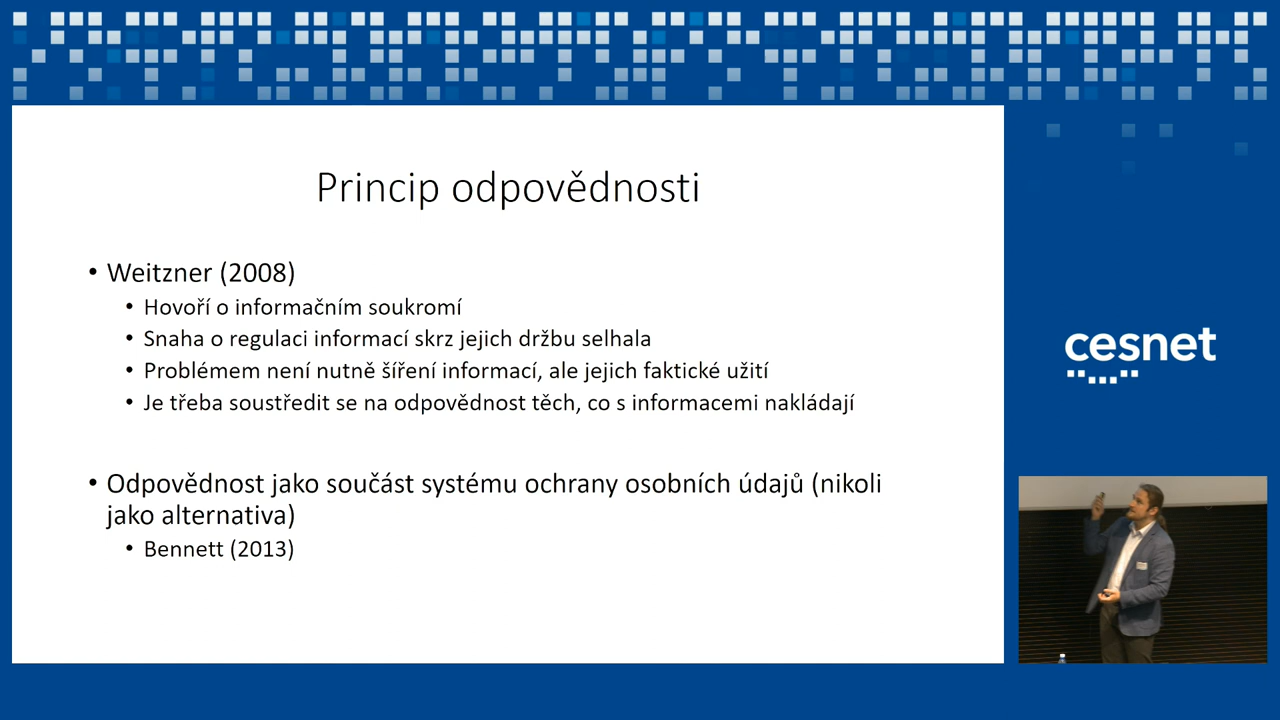 Princip odpovědnosti
• Weitzner (2008)
• Hovoří o informačním soukromí
• Snaha o regulaci informací skrz jejich držbu selhala
• Problémem není nutně šíření informací, ale jejich faktické užití
• Je třeba soustředit se na odpovědnost těch, co s informacemi nakládají
• Odpovědnost jako součást systému ochrany osobních údajů (nikoli
jako alternativa)
• Bennett (2013)
cesnet